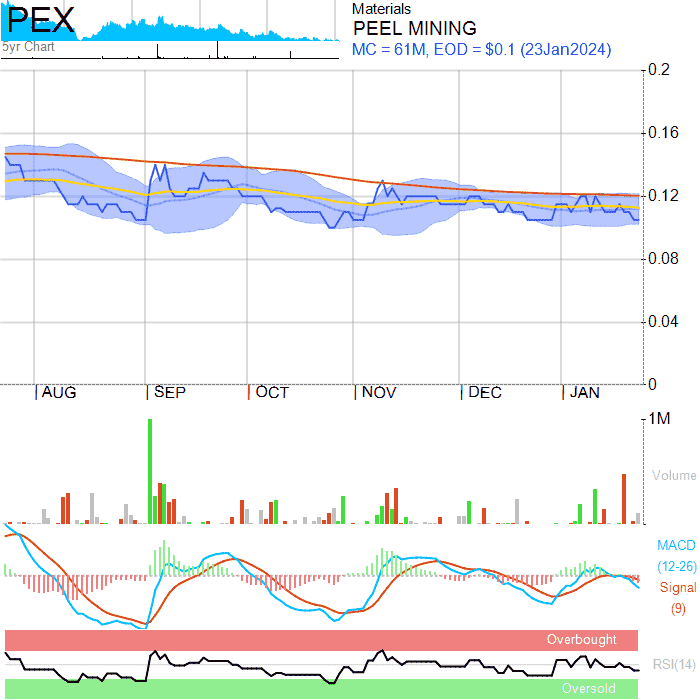 PEX
5yr Chart
Materials
PEEL MINING
MC = 61M, EOD = $0.1 (23Jan2024)
0.2
0.16
0.12
0.08
0.04
0
AUG SEP OCT NOV DEC JAN
1M
Volume
MACD
(12-26)
Signal
(9)
Overbought
RSI(14)
Oversold